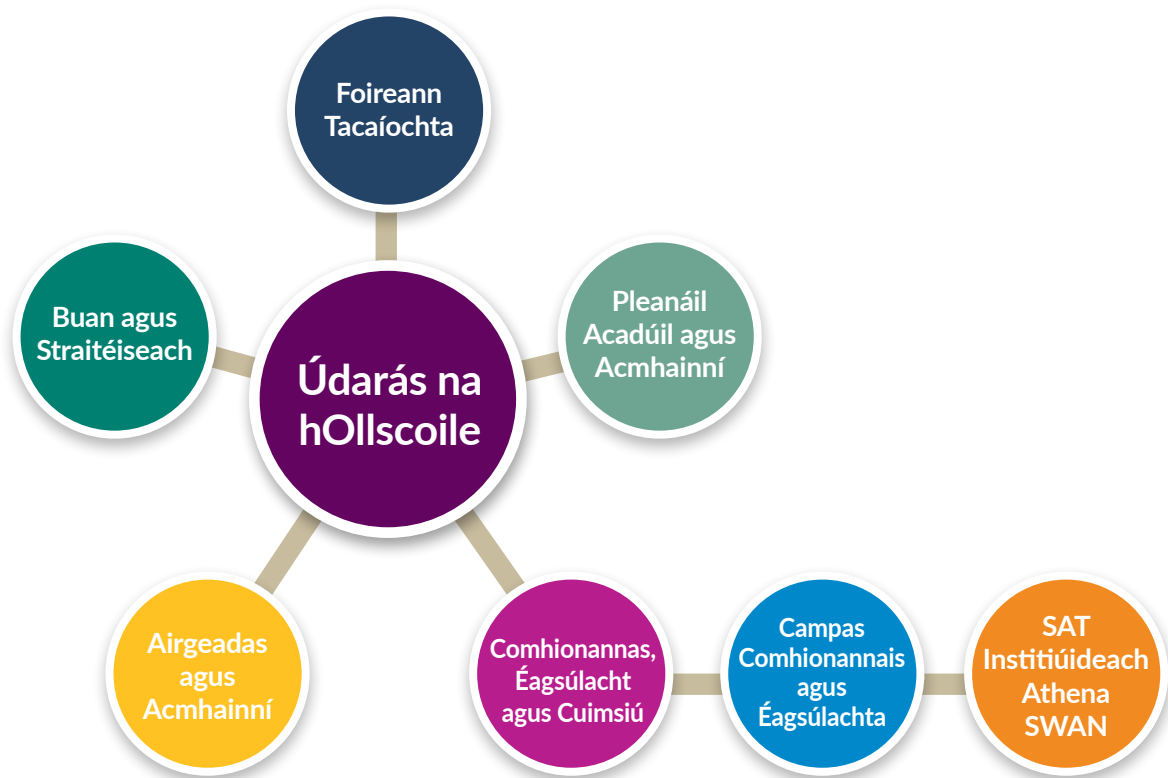 Foireann
Tacaíochta
Buan agus
Straitéiseach
Pleanáil
Acadúil agus
Acmhainní
Údarás na
hOllscoile
Airgeadas
agus
Acmhainní
Comhionannas,
Éagsúlacht
agus Cuimsiú
Campas
Comhionannais
agus
Éagsúlachta
SAT
Institiúideach
Athena
SWAN